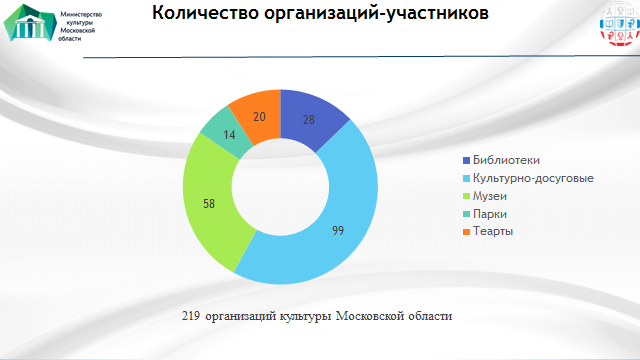 Количество организаций-участников
Министерство
культуры
Московской
области
28
99
58
14
20
Библиотеки
Культурно-досуговые
Музеи
Парки
Теарты
219 организаций культуры Московской области